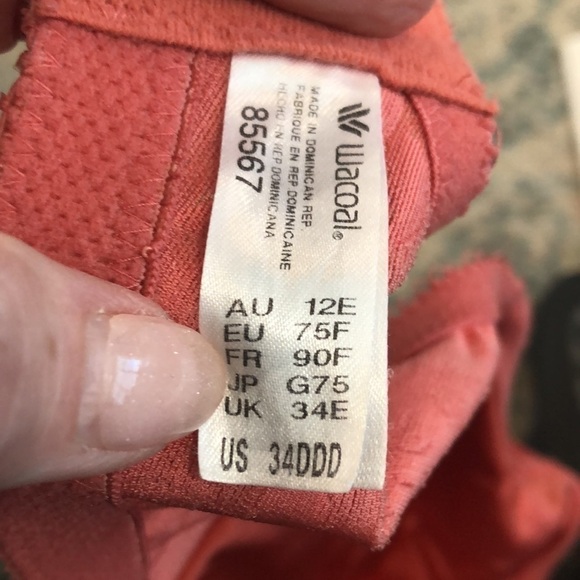 wacoal®
MADE IN DOMINICAN REP.
FABRIQUE EN REP DOMINICAINE
HECHO EN REP DOMINICANA
85567
AU 12E
EU 75F
FR 90F
JP G75
UK 34E
US 34DDD